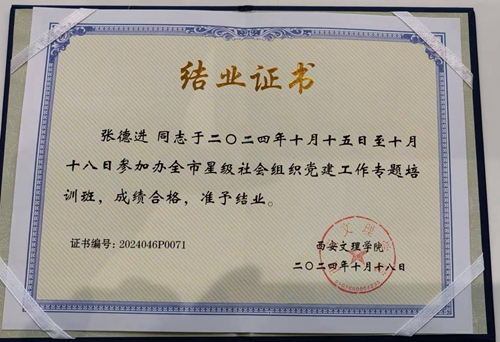 结业证书
张德进 同志于二〇二四年十月十五日至十月
十八日参加办全市星级社会组织党建工作专题培
训班，成绩合格，准予结业。
证书编号：2024046P0071
西安文理学院
二〇二四年十月十八日